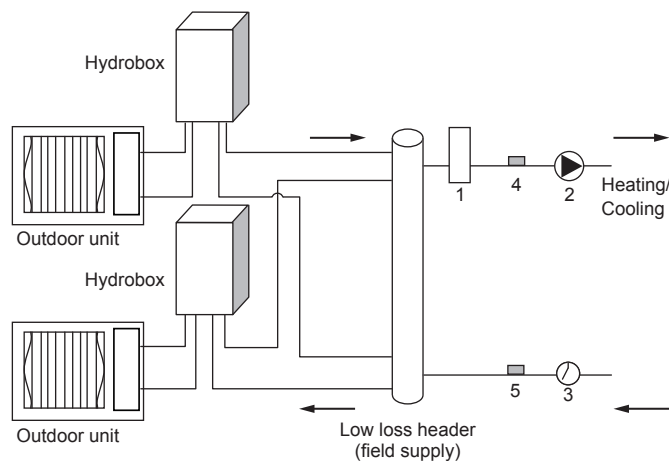 Hydrobox
1
4
2
Heating/
Cooling
Outdoor unit
Hydrobox
5
3
Outdoor unit
Low loss header
(field supply)